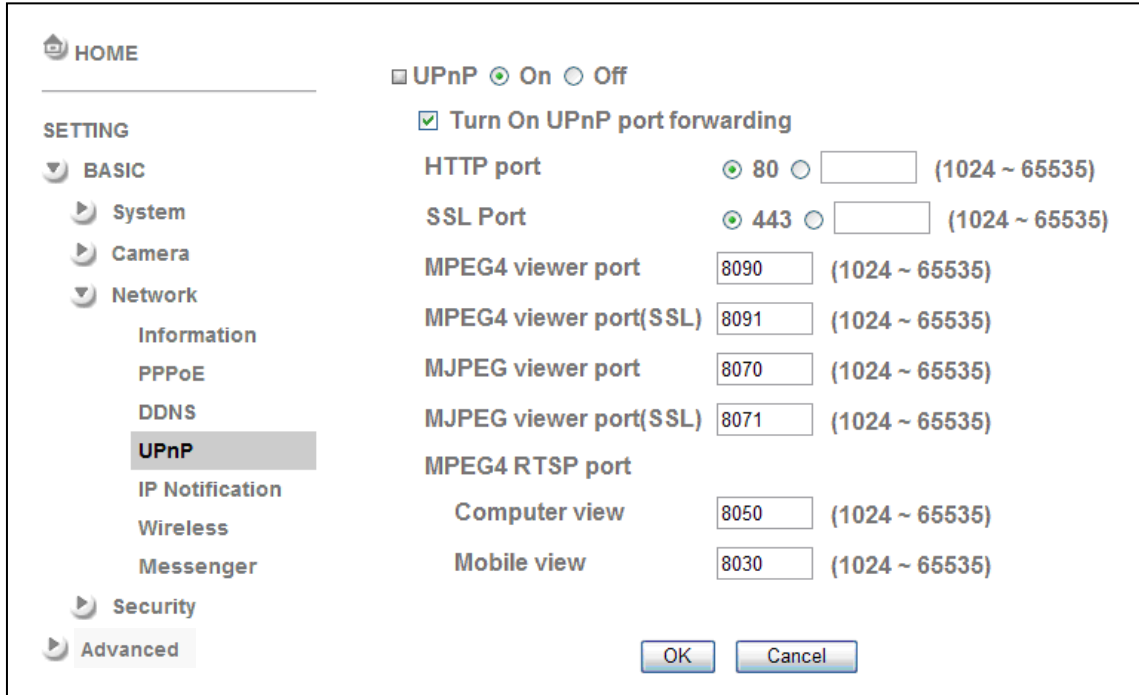 HOME
SETTING
BASIC
System
Camera
Network
Information
PPPoE
DDNS
UPnP
IP Notification
Wireless
Messenger
Security
Advanced
UPnP On Off
Turn On UPnP port forwarding
HTTP port 80 (1024 ~ 65535)
SSL Port 443 (1024 ~ 65535)
MPEG4 viewer port 8090 (1024 ~ 65535)
MPEG4 viewer port(SSL) 8091 (1024 ~ 65535)
MJPEG viewer port 8070 (1024 ~ 65535)
MJPEG viewer port(SSL) 8071 (1024 ~ 65535)
MPEG4 RTSP port
Computer view 8050 (1024 ~ 65535)
Mobile view 8030 (1024 ~ 65535)
OK Cancel